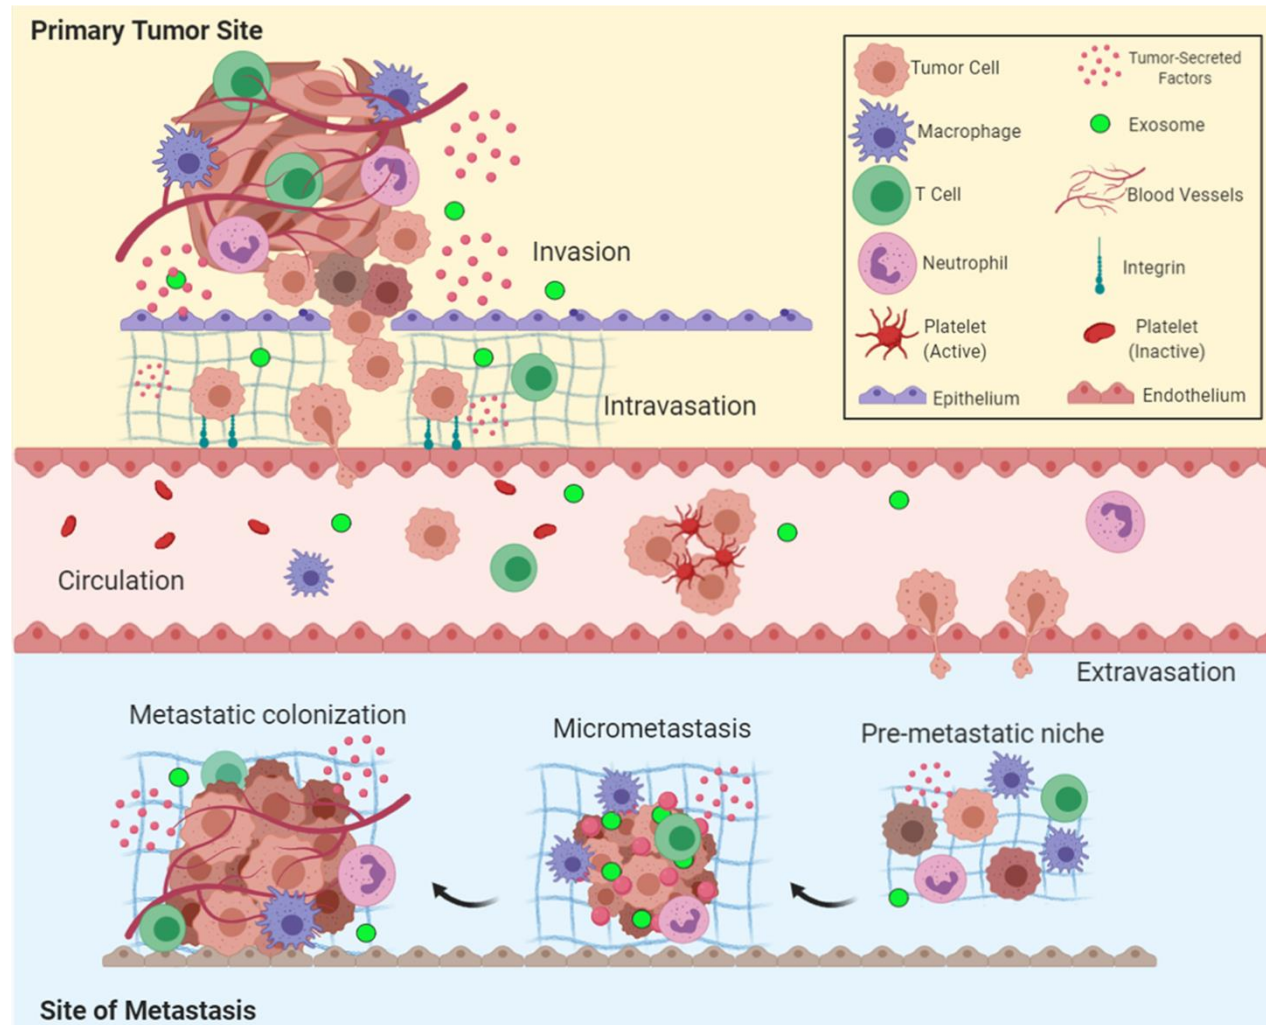 Primary Tumor Site
Tumor Cell
Tumor-Secreted
Factors
Macrophage
Exosome
T Cell
Blood Vessels
Neutrophil
Integrin
Platelet
(Active)
Platelet
(Inactive)
Epithelium
Endothelium
Invasion
Intravasation
Circulation
Extravasation
Metastatic colonization
Micrometastasis
Pre-metastatic niche
Site of Metastasis